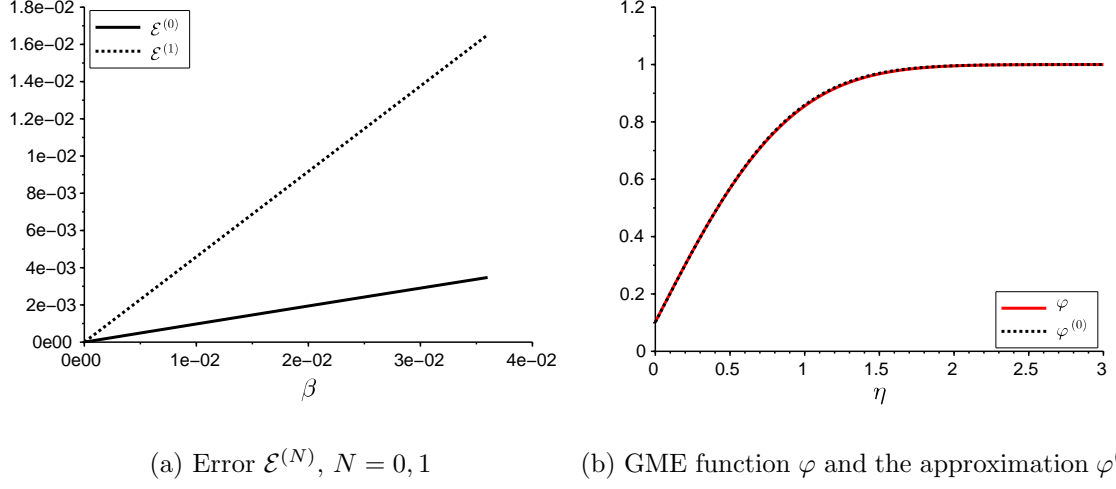 1.8e−02
1.6e−02
1.4e−02
1.2e−02
1e−02
8e−03
6e−03
4e−03
2e−03
0e00
0e00 1e−02 2e−02 3e−02 4e−02
β
ℰ⁽⁰⁾
ℰ⁽¹⁾
(a) Error ℰ⁽ᴺ⁾, N = 0, 1
1.2
1
0.8
0.6
0.4
0.2
0
0 0.5 1 1.5 2 2.5 3
η
φ
φ⁽⁰⁾
(b) GME function φ and the approximation φ⁽